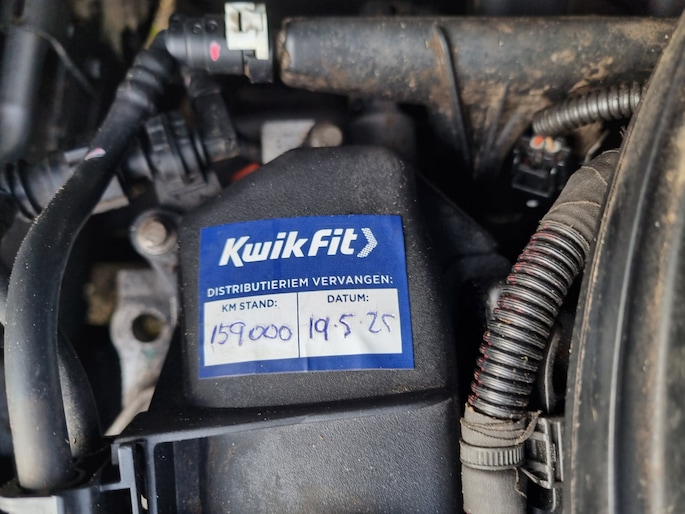 KwikFit
DISTRIBUTIERIEM VERVANGEN:
KM STAND: DATUM:
159000 19.5.25